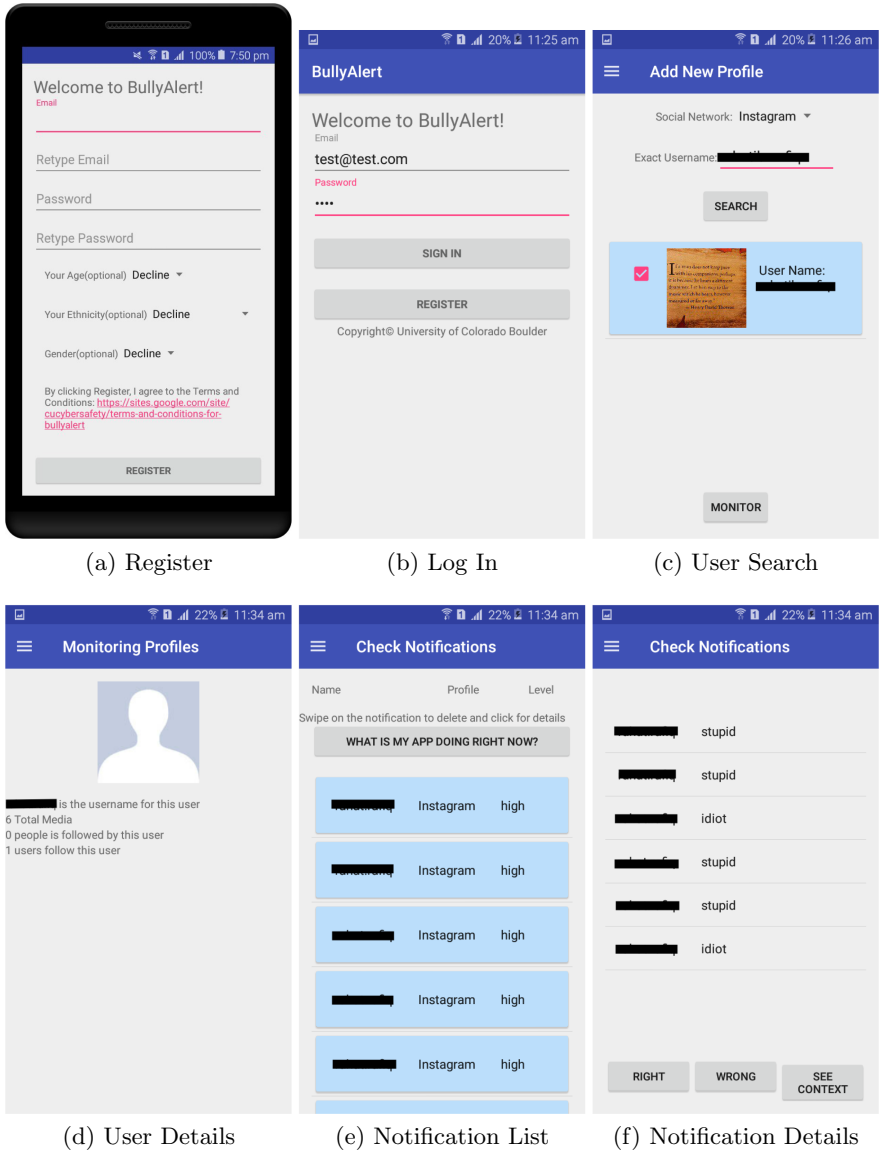 100% 7:50 pm
Welcome to BullyAlert!
Email
Retype Email
Password
Retype Password
Your Age(optional) Decline
Your Ethnicity(optional) Decline
Gender(optional) Decline
By clicking Register, I agree to the Terms and
Conditions: https://sites.google.com/site/
cucybersafety/terms-and-conditions-for-
bullyalert
REGISTER
(a) Register
1 20% 11:25 am
BullyAlert
Welcome to BullyAlert!
Email
test@test.com
Password
••••
SIGN IN
REGISTER
Copyright© University of Colorado Boulder
(b) Log In
1 20% 11:26 am
Add New Profile
Social Network: Instagram
Exact Username:
SEARCH
User Name:
MONITOR
(c) User Search
1 22% 11:34 am
Monitoring Profiles
is the username for this user
6 Total Media
0 people is followed by this user
1 users follow this user
(d) User Details
1 22% 11:34 am
Check Notifications
Name Profile Level
Swipe on the notification to delete and click for details
WHAT IS MY APP DOING RIGHT NOW?
Instagram high
Instagram high
Instagram high
Instagram high
Instagram high
(e) Notification List
1 22% 11:34 am
Check Notifications
stupid
stupid
idiot
stupid
stupid
idiot
RIGHT WRONG SEE
CONTEXT
(f) Notification Details